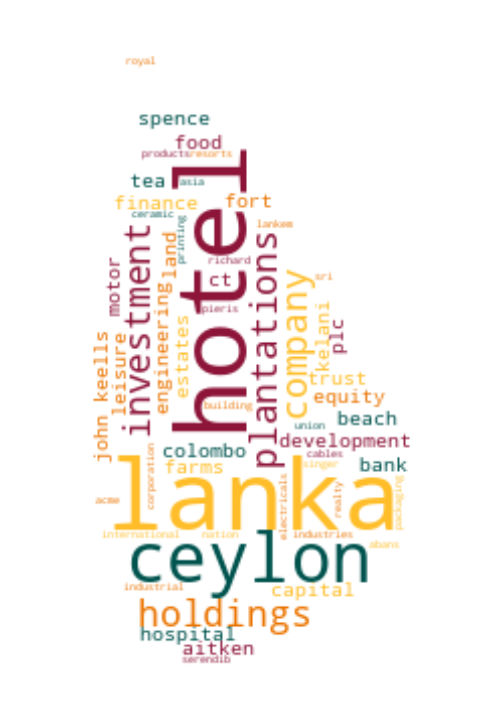 royal
spence
food
products
resorts
tea
asia
hotel
finance
fort
ceramic
printing
lankem
investment
land
plantations
richard
motor
ct
company
sri
engineering
pieris
estates
kelani
plc
john keells
leisure
trust
equity
building
beach
union
development
colombo
cables
bank
farms
singer
corporation
lanka
electricals
realty
packaging
acme
international
nation
industries
abans
ceylon
industrial
capital
holdings
hospital
aitken
serendib